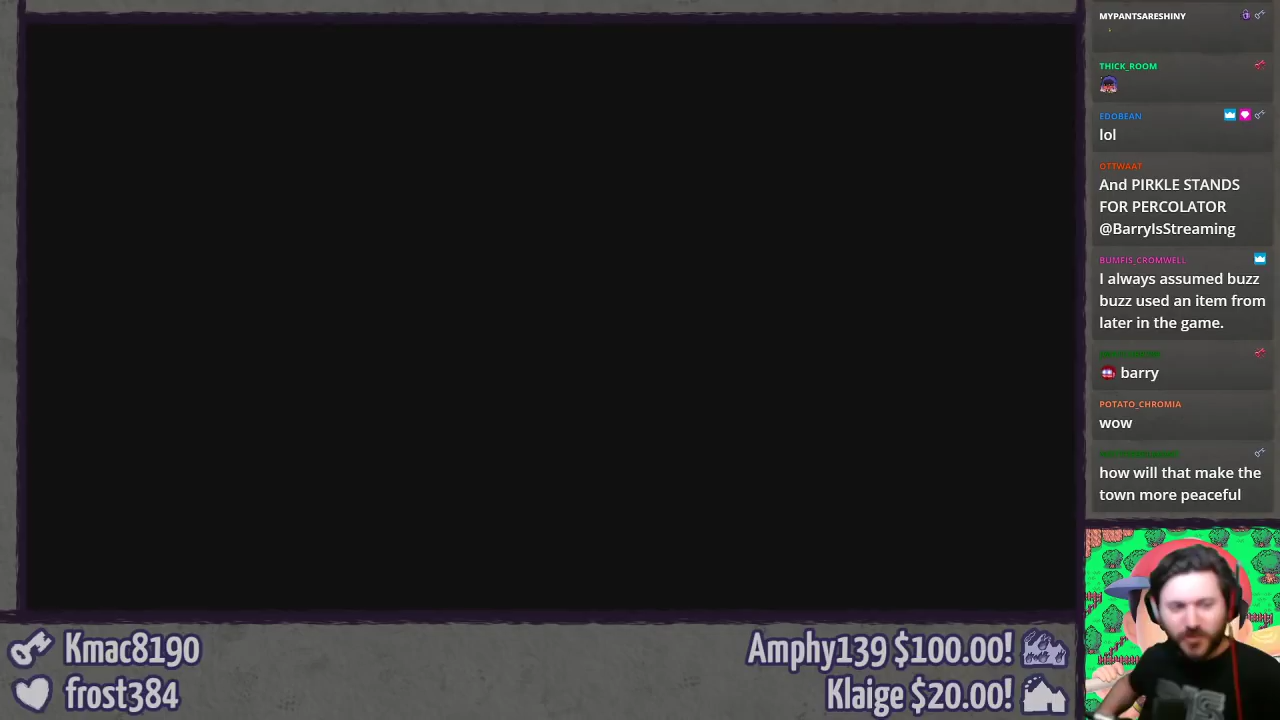 MYPANTSARESHINY
THICK_ROOM
EDOBEAN
lol
OTTWAAT
And PIRKLE STANDS
FOR PERCOLATOR
@BarryIsStreaming
BUMFIS_CROMWELL
I always assumed buzz
buzz used an item from
later in the game.
barry
POTATO_CHROMIA
wow
how will that make the
town more peaceful
Kmac8190
frost384
Amphy139 $100.00!
Klaige $20.00!